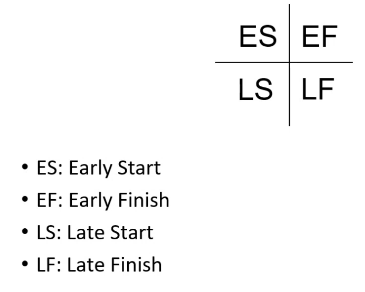 ES EF
LS LF
• ES: Early Start
• EF: Early Finish
• LS: Late Start
• LF: Late Finish